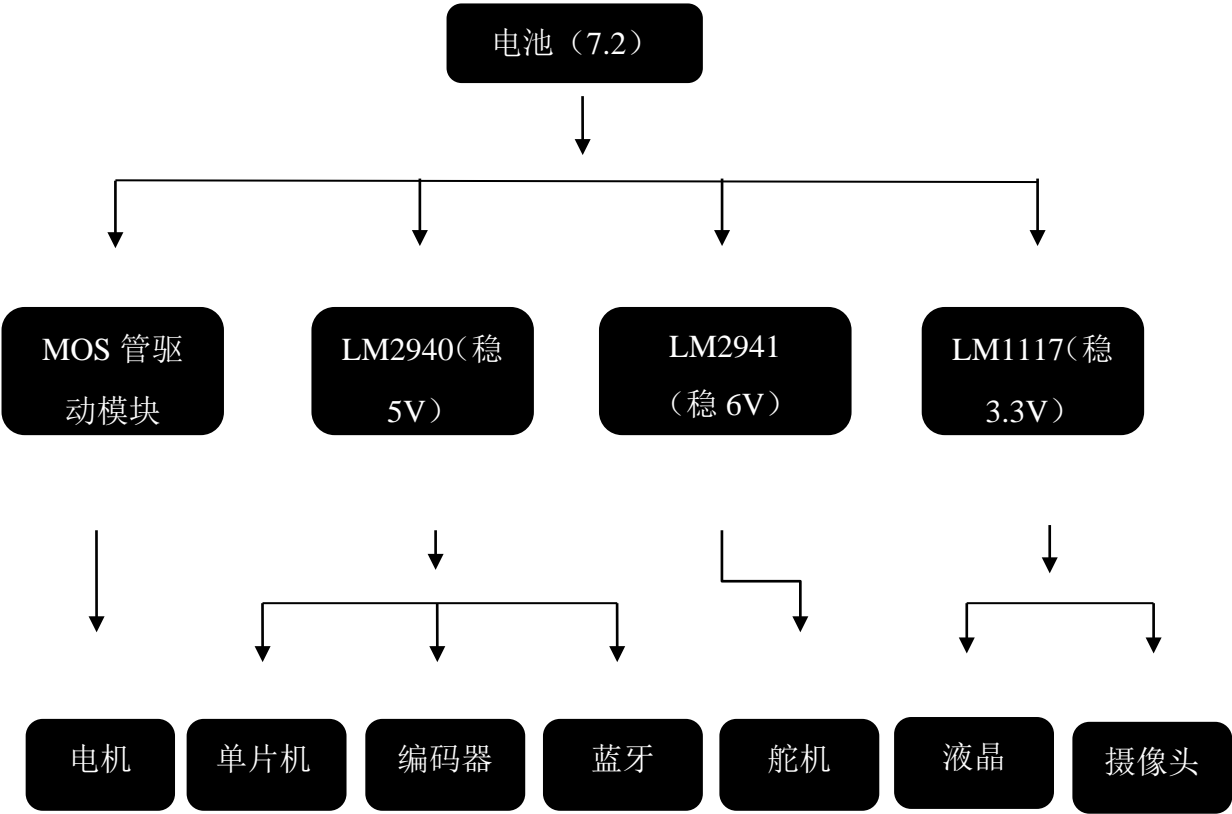 电池（7.2）
MOS 管驱
动模块
LM2940（稳
5V）
LM2941
（稳 6V）
LM1117（稳
3.3V）
电机
单片机
编码器
蓝牙
舵机
液晶
摄像头